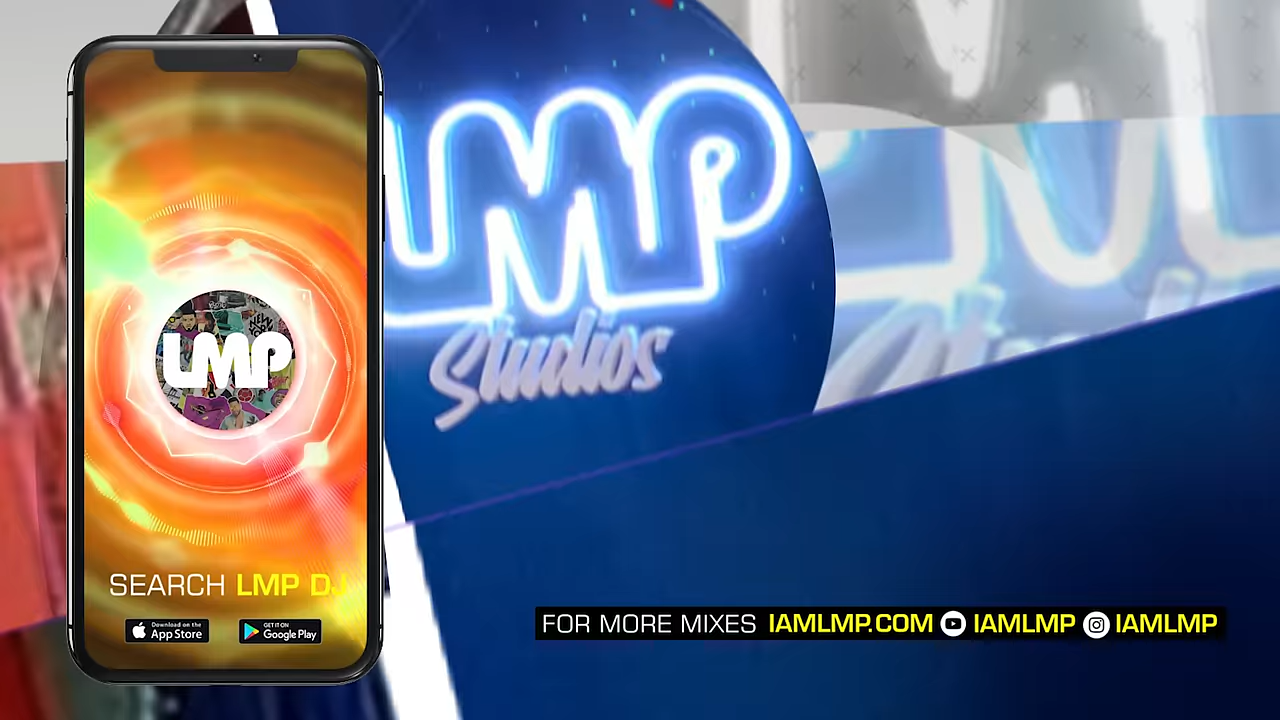 LMP
Studios
LMP
SEARCH LMP DJ
Download on the
App Store
GET IT ON
Google Play
FOR MORE MIXES IAMLMP.COM IAMLMP IAMLMP